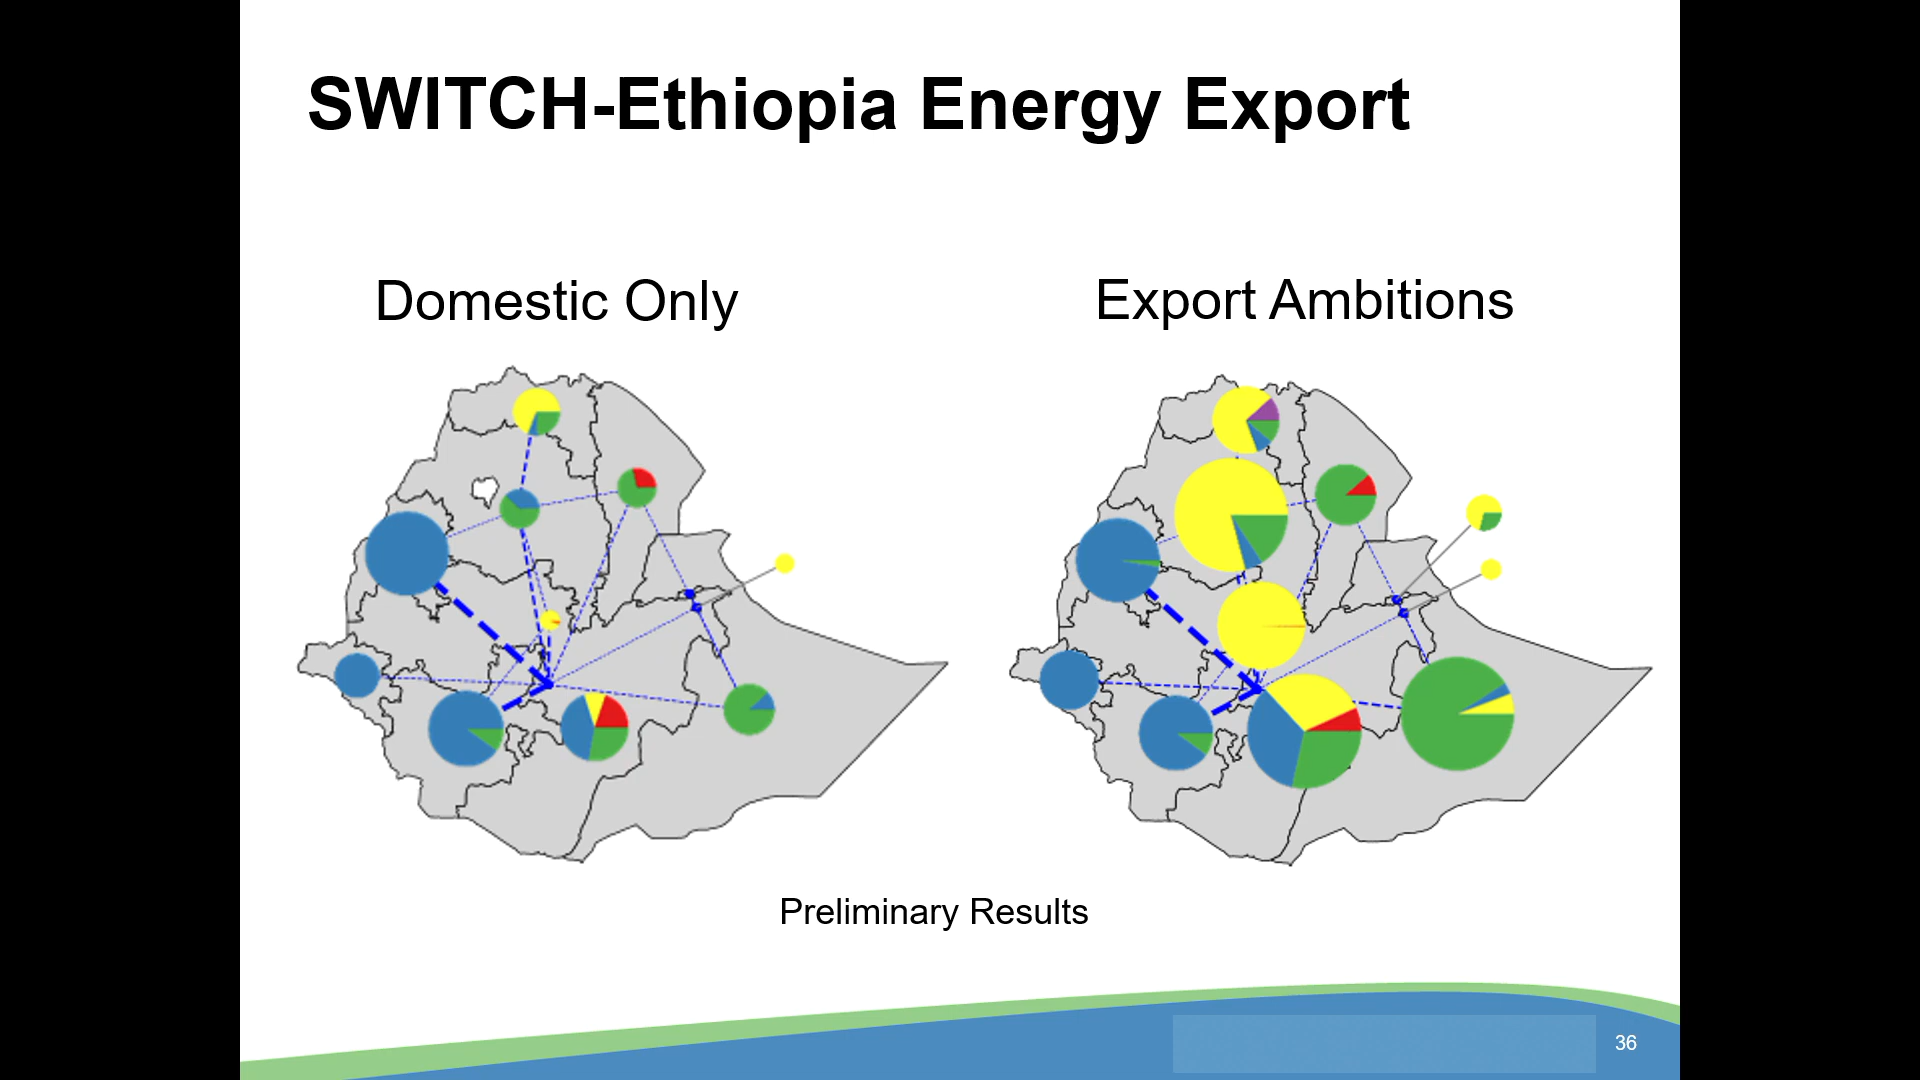 SWITCH-Ethiopia Energy Export
Domestic Only
Export Ambitions
Preliminary Results
36